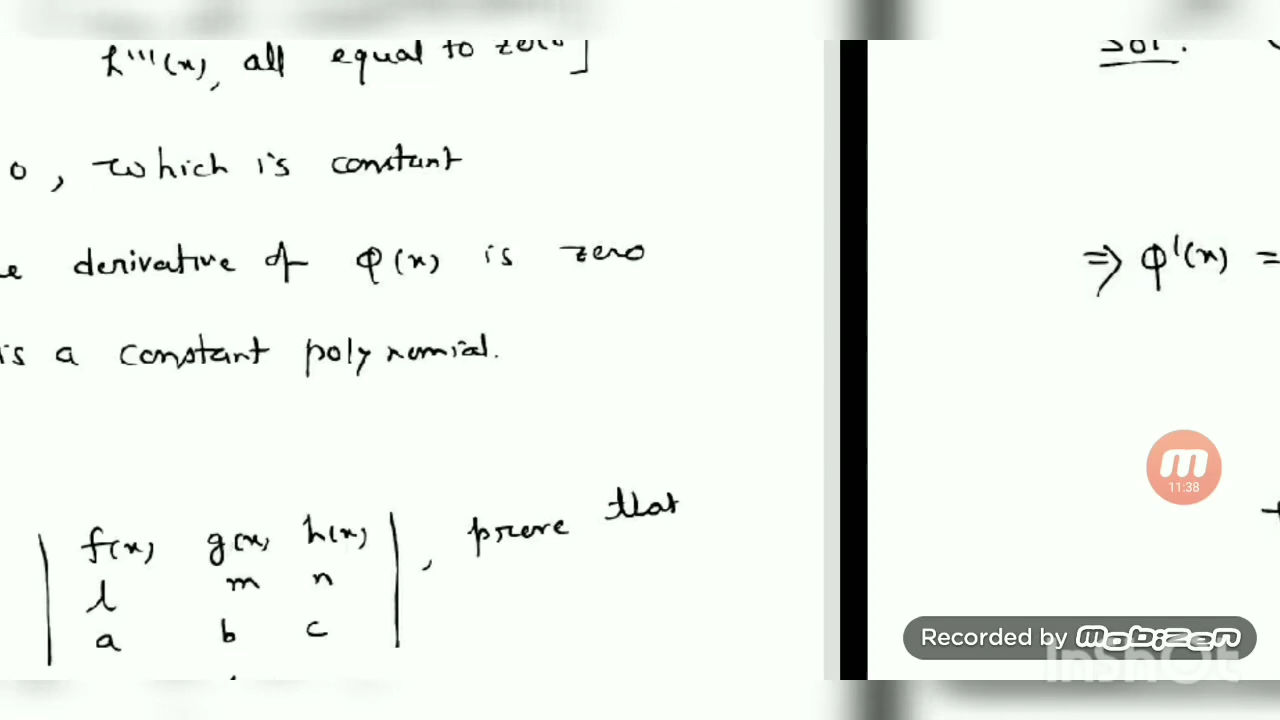 h'''(x), all equal to zero]
0, which is constant
derivative of φ(x) is zero
is a constant polynomial.
| f(x) g(x) h(x) |, prove that
l m n
a b c
Sol.
⇒ φ'(x) =
11:38
Recorded by mobizen
InShot